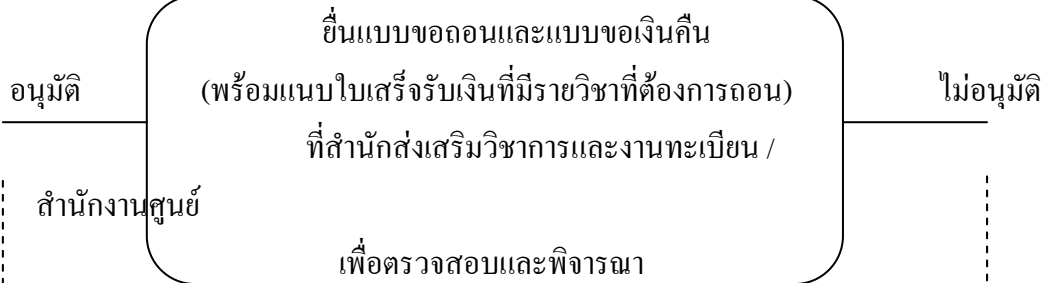 ยื่นแบบขอถอนและแบบขอเงินคืน
อนุมัติ (พร้อมแนบใบเสร็จรับเงินที่มีรายวิชาที่ต้องการถอน) ไม่อนุมัติ
ที่สำนักส่งเสริมวิชาการและงานทะเบียน /
สำนักงานศูนย์
เพื่อตรวจสอบและพิจารณา